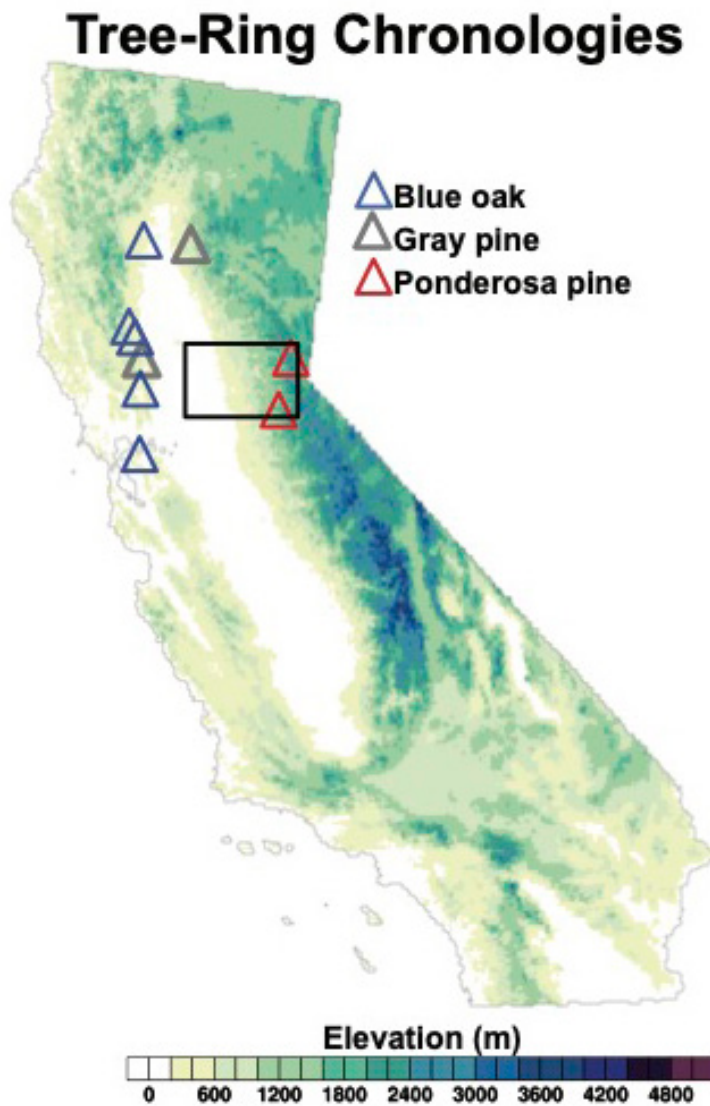 Tree-Ring Chronologies
Blue oak
Gray pine
Ponderosa pine
Elevation (m)
0 600 1200 1800 2400 3000 3600 4200 4800